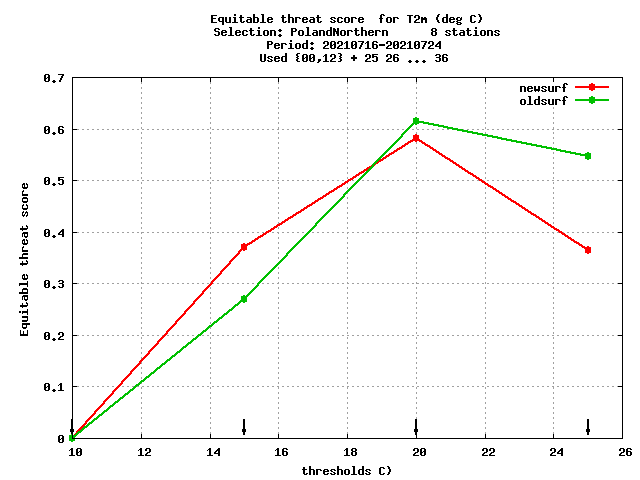 Equitable threat score  for T2m (deg C)
Selection: PolandNorthern      8 stations
Period: 20210716-20210724
Used {00,12} + 25 26 ... 36
newsurf
oldsurf
Equitable threat score
0.7
0.6
0.5
0.4
0.3
0.2
0.1
0
10 12 14 16 18 20 22 24 26
thresholds C)